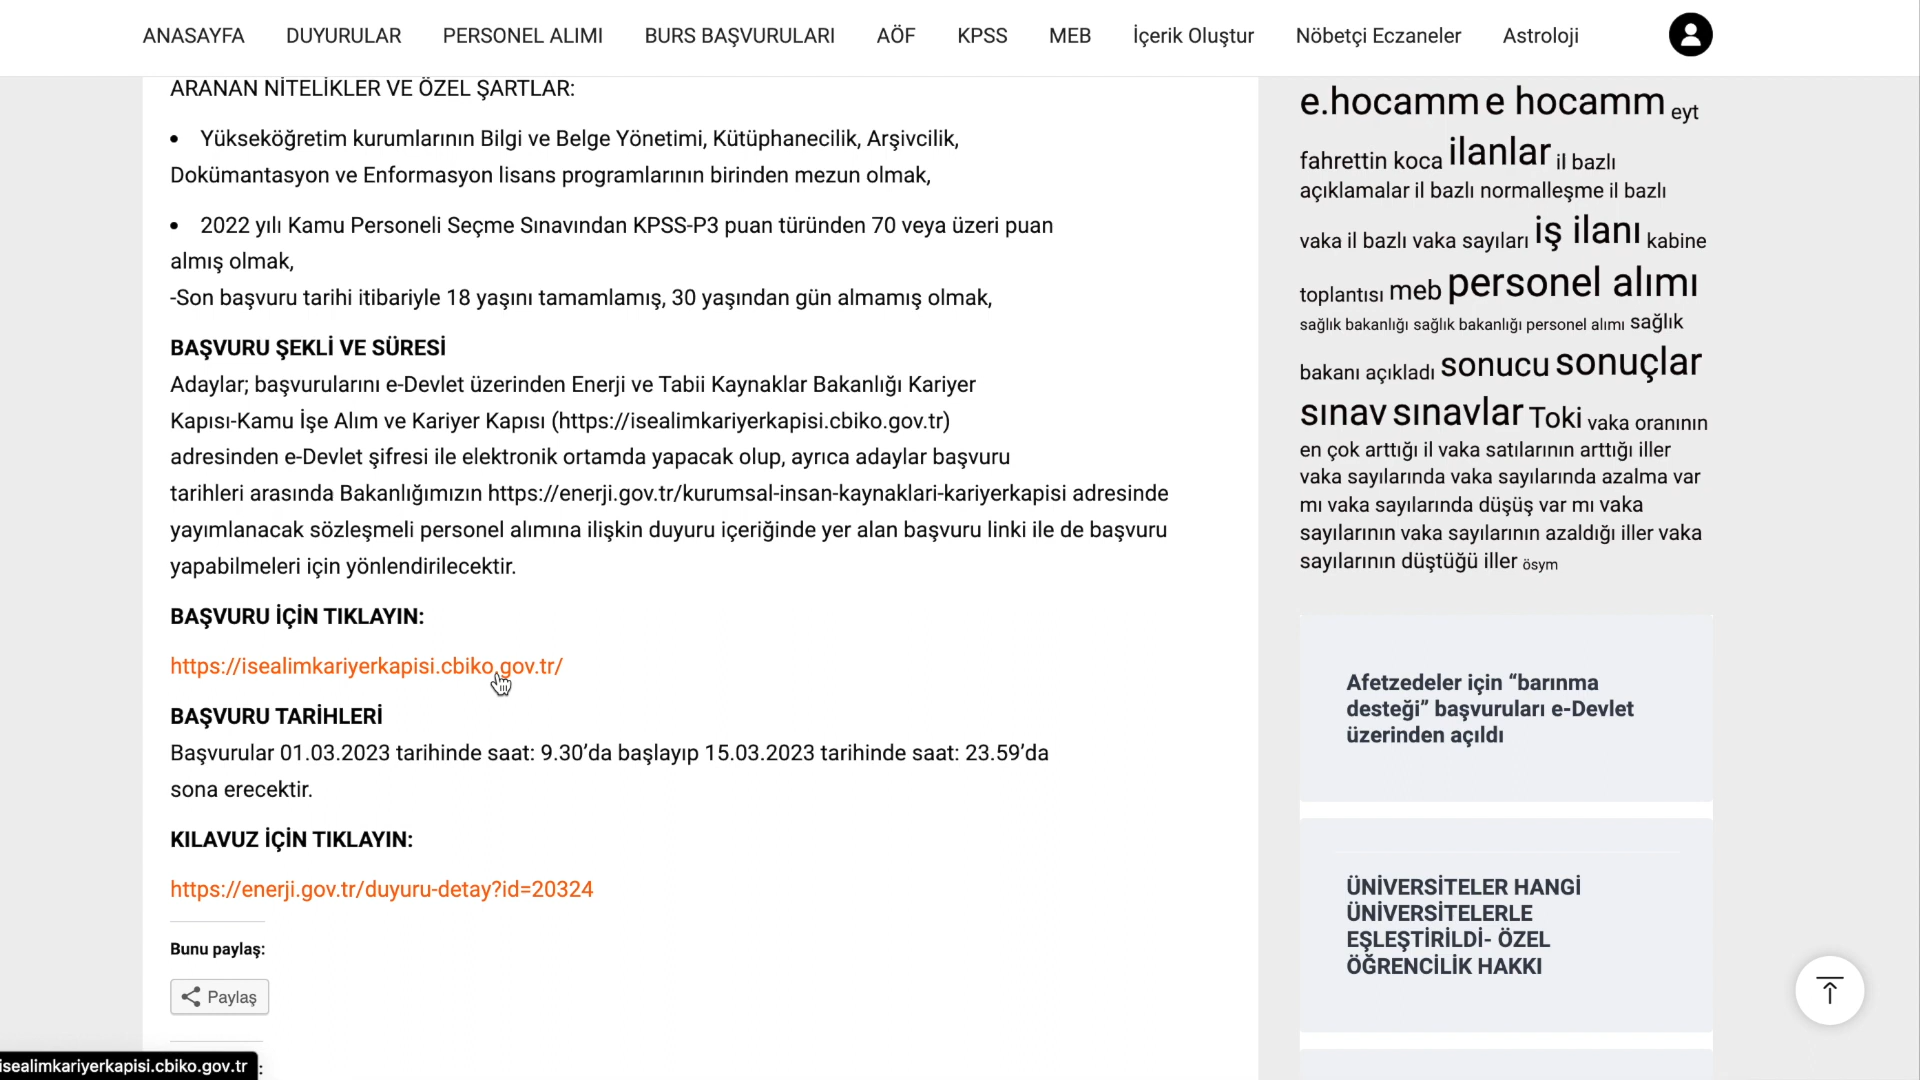 ANASAYFA DUYURULAR PERSONEL ALIMI BURS BAŞVURULARI AÖF KPSS MEB İçerik Oluştur Nöbetçi Eczaneler Astroloji
ARANAN NİTELİKLER VE ÖZEL ŞARTLAR:
• Yükseköğretim kurumlarının Bilgi ve Belge Yönetimi, Kütüphanecilik, Arşivcilik,
Dokümantasyon ve Enformasyon lisans programlarının birinden mezun olmak,
• 2022 yılı Kamu Personeli Seçme Sınavından KPSS-P3 puan türünden 70 veya üzeri puan
almış olmak,
-Son başvuru tarihi itibariyle 18 yaşını tamamlamış, 30 yaşından gün almamış olmak,
BAŞVURU ŞEKLİ VE SÜRESİ
Adaylar; başvurularını e-Devlet üzerinden Enerji ve Tabii Kaynaklar Bakanlığı Kariyer
Kapısı-Kamu İşe Alım ve Kariyer Kapısı (https://isealimkariyerkapisi.cbiko.gov.tr)
adresinden e-Devlet şifresi ile elektronik ortamda yapacak olup, ayrıca adaylar başvuru
tarihleri arasında Bakanlığımızın https://enerji.gov.tr/kurumsal-insan-kaynaklari-kariyerkapisi adresinde
yayımlanacak sözleşmeli personel alımına ilişkin duyuru içeriğinde yer alan başvuru linki ile de başvuru
yapabilmeleri için yönlendirilecektir.
BAŞVURU İÇİN TIKLAYIN:
https://isealimkariyerkapisi.cbiko.gov.tr/
BAŞVURU TARİHLERİ
Başvurular 01.03.2023 tarihinde saat: 9.30’da başlayıp 15.03.2023 tarihinde saat: 23.59’da
sona erecektir.
KILAVUZ İÇİN TIKLAYIN:
https://enerji.gov.tr/duyuru-detay?id=20324
Bunu paylaş:
Paylaş
isealimkariyerkapisi.cbiko.gov.tr :
e.hocamm e hocamm eyt
fahrettin koca ilanlar il bazlı
açıklamalar il bazlı normalleşme il bazlı
vaka il bazlı vaka sayıları iş ilanı kabine
toplantısı meb personel alımı
sağlık bakanlığı sağlık bakanlığı personel alımı sağlık
bakanı açıkladı sonucu sonuçlar
sınav sınavlar Toki vaka oranının
en çok arttığı il vaka satılarının arttığı iller
vaka sayılarında vaka sayılarında azalma var
mı vaka sayılarında düşüş var mı vaka
sayılarının vaka sayılarının azaldığı iller vaka
sayılarının düştüğü iller ösym
Afetzedeler için “barınma
desteği” başvuruları e-Devlet
üzerinden açıldı
ÜNİVERSİTELER HANGİ
ÜNİVERSİTELERLE
EŞLEŞTİRİLDİ- ÖZEL
ÖĞRENCİLİK HAKKI